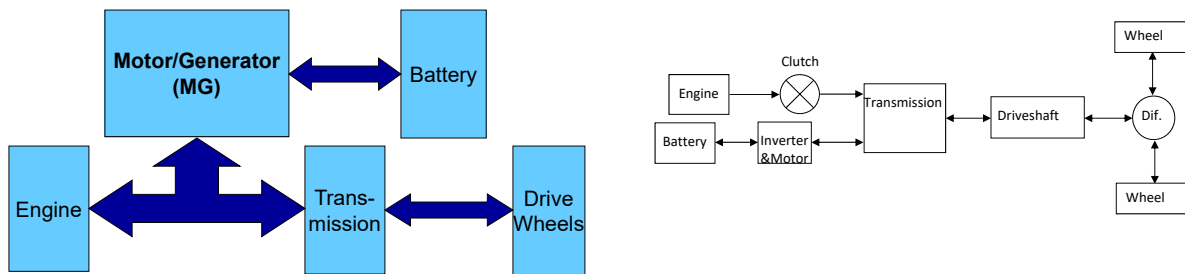 Motor/Generator
(MG)
Battery
Engine
Trans-
mission
Drive
Wheels
Wheel
Clutch
Engine
Transmission
Driveshaft
Dif.
Battery
Inverter
&Motor
Wheel